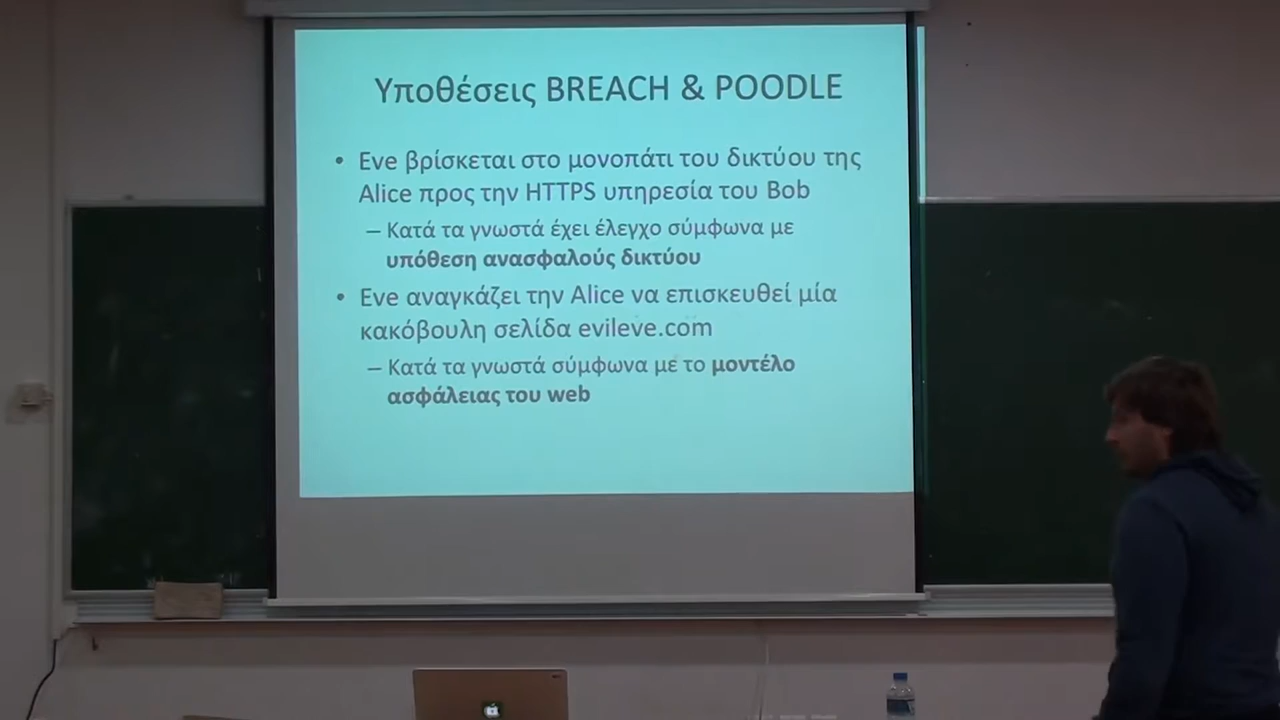 Υποθέσεις BREACH & POODLE
• Eve βρίσκεται στο μονοπάτι του δικτύου της
Alice προς την HTTPS υπηρεσία του Bob
– Κατά τα γνωστά έχει έλεγχο σύμφωνα με
υπόθεση ανασφαλούς δικτύου
• Eve αναγκάζει την Alice να επισκευθεί μία
κακόβουλη σελίδα evileve.com
– Κατά τα γνωστά σύμφωνα με το μοντέλο
ασφάλειας του web